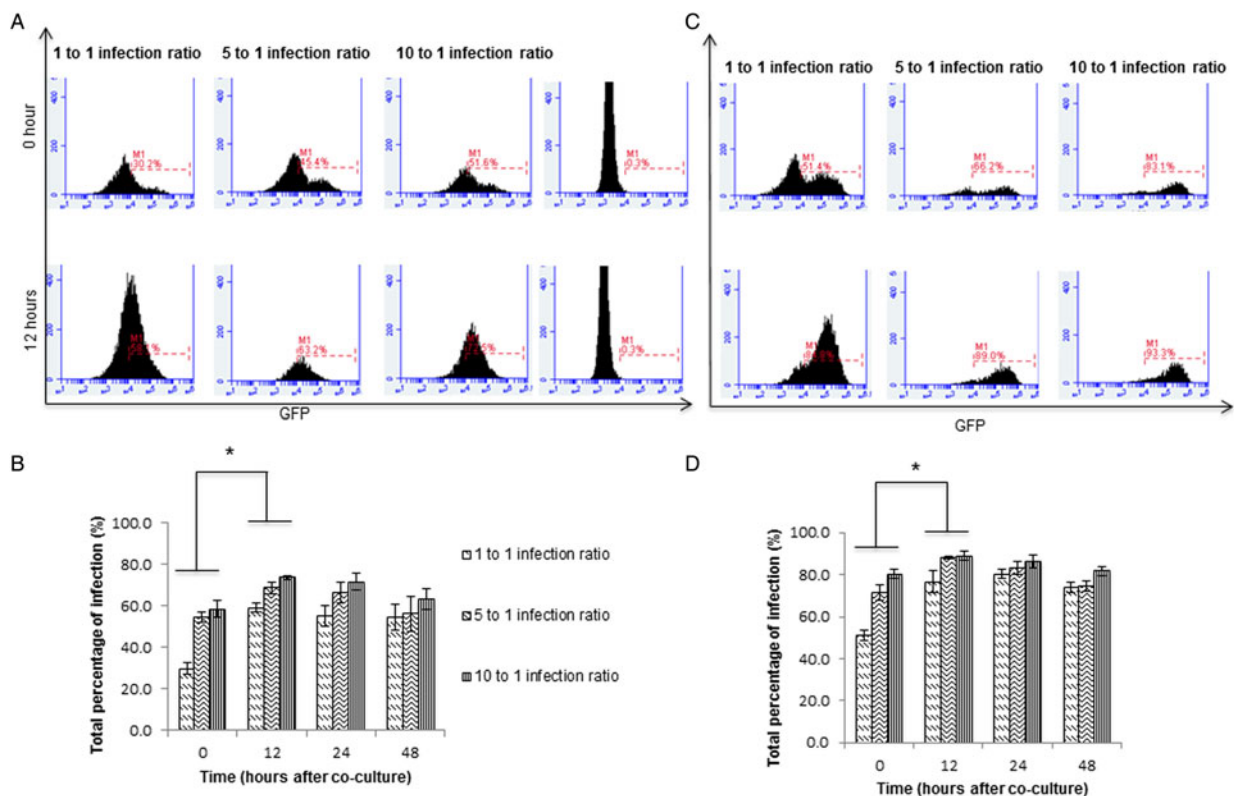 A
1 to 1 infection ratio
5 to 1 infection ratio
10 to 1 infection ratio
0 hour
M1
30.2%
M1
45.4%
M1
51.6%
M1
0.3%
12 hours
M1
M1
63.2%
M1
M1
0.3%
GFP
C
1 to 1 infection ratio
5 to 1 infection ratio
10 to 1 infection ratio
M1
51.4%
M1
66.2%
M1
83.1%
M1
M1
89.0%
M1
93.3%
GFP
B
*
Total percentage of infection (%)
100.0
80.0
60.0
40.0
20.0
0.0
0 12 24 48
Time (hours after co-culture)
1 to 1 infection ratio
5 to 1 infection ratio
10 to 1 infection ratio
D
*
Total percentage of infection (%)
100.0
80.0
60.0
40.0
20.0
0.0
0 12 24 48
Time (hours after co-culture)